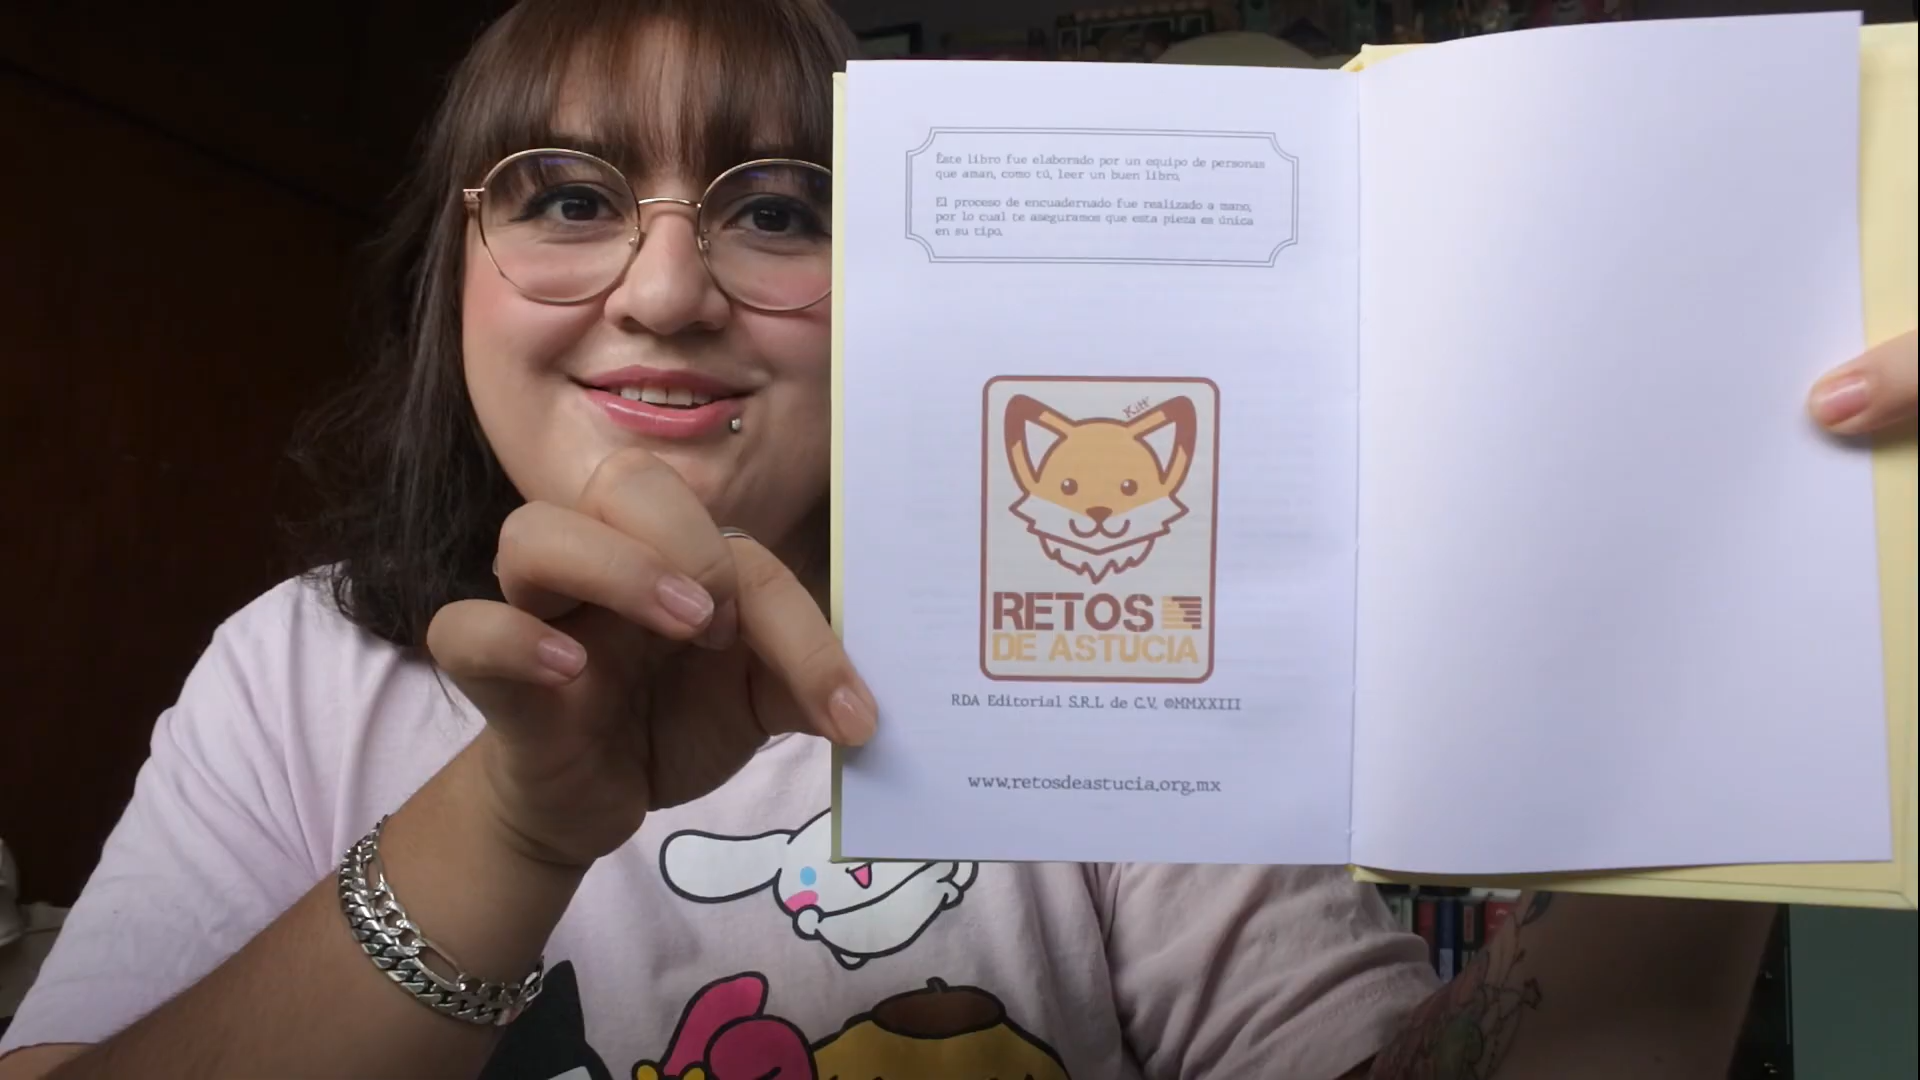 Éste libro fue elaborado por un equipo de personas
que aman, como tú, leer un buen libro.
El proceso de encuadernado fue realizado a mano,
por lo cual te aseguramos que esta pieza es única
en su tipo.
Kitt
RETOS
DE ASTUCIA
RDA Editorial S.R.L de C.V. ©MMXXIII
www.retosdeastucia.org.mx